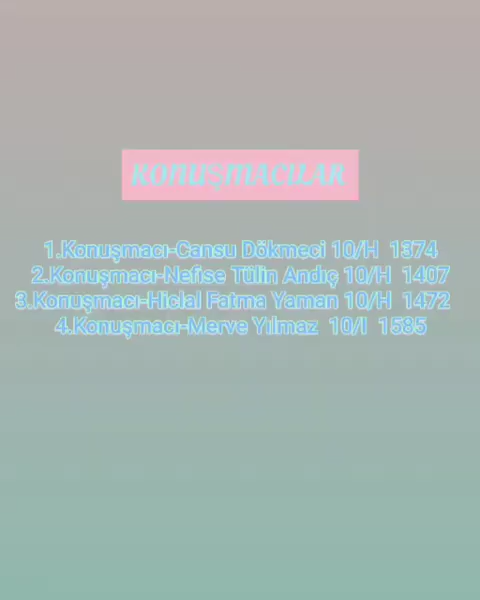 KONUŞMACILAR
1.Konuşmacı-Cansu Dökmeci 10/H 1374
2.Konuşmacı-Nefise Tülin Andıç 10/H 1407
3.Konuşmacı-Hiclal Fatma Yaman 10/H 1472
4.Konuşmacı-Merve Yılmaz 10/I 1585